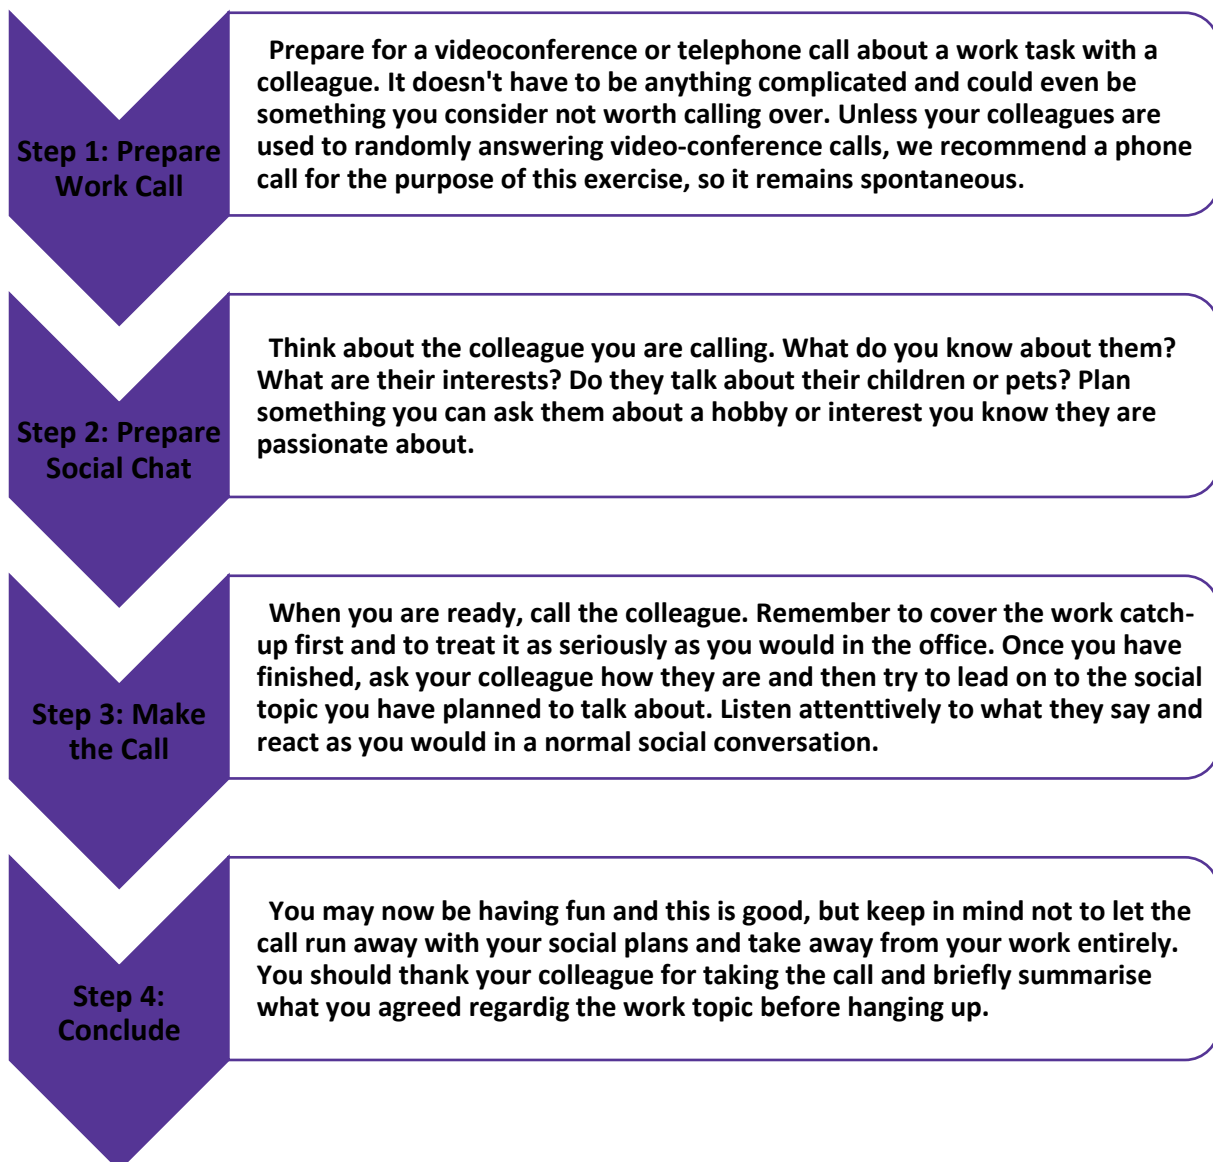 Step 1: Prepare
Work Call
Prepare for a videoconference or telephone call about a work task with a
colleague. It doesn't have to be anything complicated and could even be
something you consider not worth calling over. Unless your colleagues are
used to randomly answering video-conference calls, we recommend a phone
call for the purpose of this exercise, so it remains spontaneous.
Step 2: Prepare
Social Chat
Think about the colleague you are calling. What do you know about them?
What are their interests? Do they talk about their children or pets? Plan
something you can ask them about a hobby or interest you know they are
passionate about.
Step 3: Make
the Call
When you are ready, call the colleague. Remember to cover the work catch-
up first and to treat it as seriously as you would in the office. Once you have
finished, ask your colleague how they are and then try to lead on to the social
topic you have planned to talk about. Listen attenttively to what they say and
react as you would in a normal social conversation.
Step 4:
Conclude
You may now be having fun and this is good, but keep in mind not to let the
call run away with your social plans and take away from your work entirely.
You should thank your colleague for taking the call and briefly summarise
what you agreed regardig the work topic before hanging up.